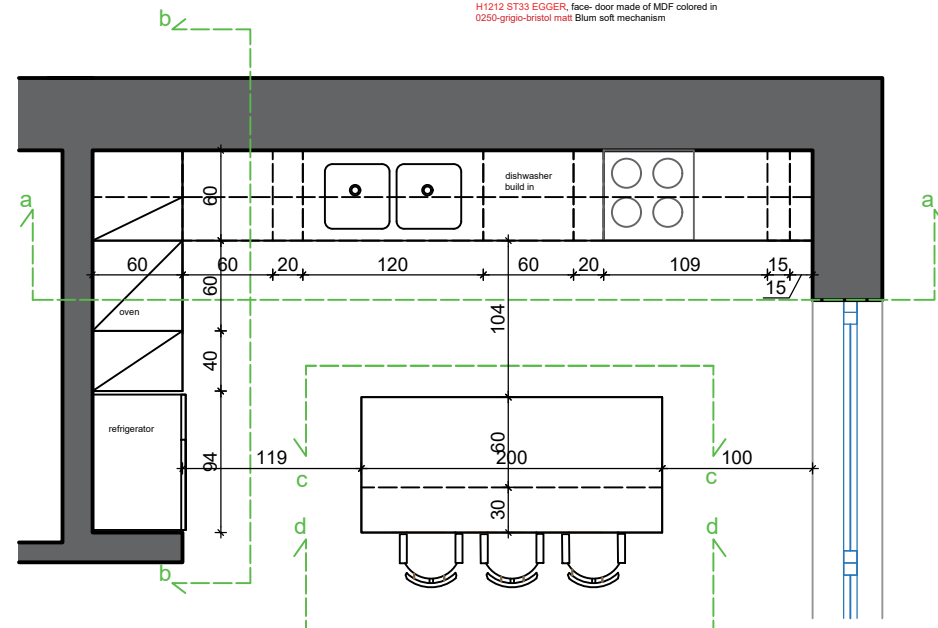 H1212 ST33 EGGER, face- door made of MDF colored in
0250-grigio-bristol matt Blum soft mechanism
b
a
a
dishwasher
build in
60
60
60
20
120
60
20
109
15
15
60
oven
104
40
refrigerator
94
119
60
200
100
c
c
30
d
d
b